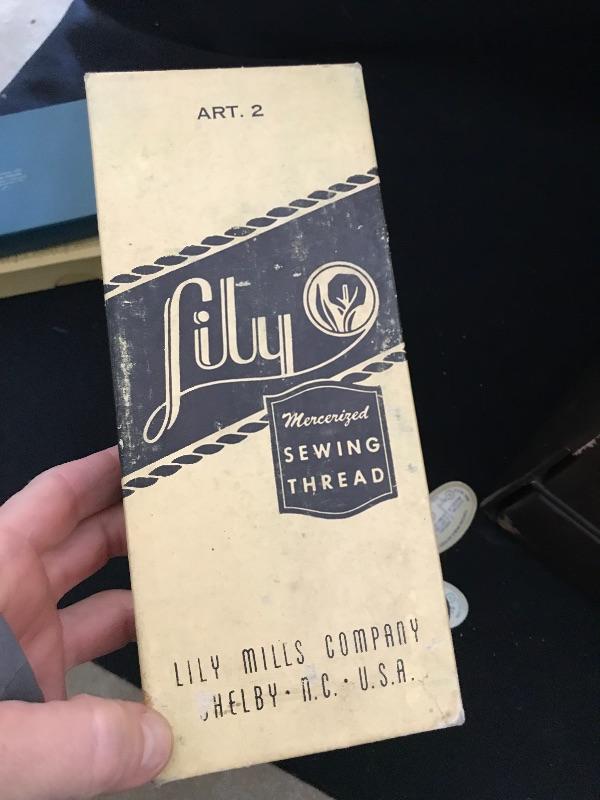 ART. 2
Lily
Mercerized
SEWING
THREAD
LILY MILLS COMPANY
SHELBY · N.C. · U.S.A.